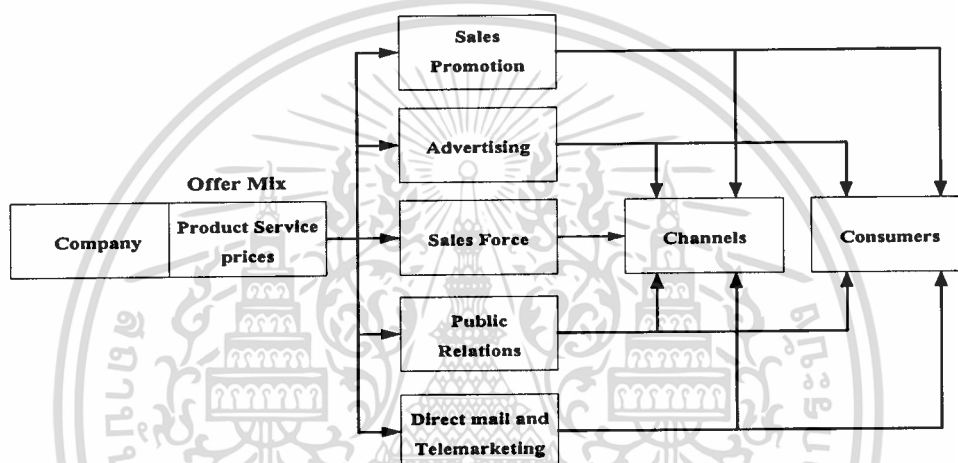 Sales
Promotion
Advertising
Offer Mix
Company
Product Service
prices
Sales Force
Channels
Consumers
Public
Relations
Direct mail and
Telemarketing